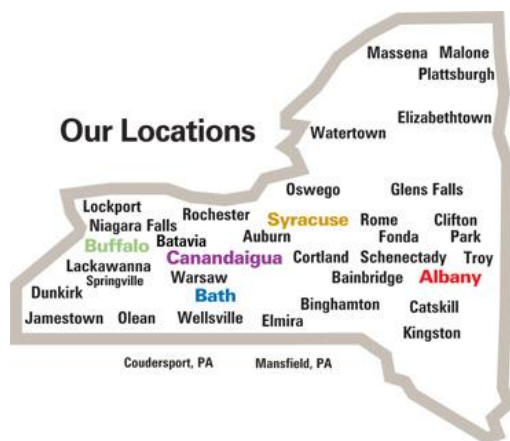 Our Locations
Massena Malone
Plattsburgh
Elizabethtown
Watertown
Oswego Glens Falls
Lockport
Rochester
Syracuse Rome Clifton
Niagara Falls
Auburn Fonda Park
Buffalo Batavia
Canandaigua Cortland Schenectady Troy
Lackawanna
Warsaw Bainbridge Albany
Springville
Dunkirk Bath
Binghamton Catskill
Jamestown Olean Wellsville Elmira
Kingston
Coudersport, PA Mansfield, PA